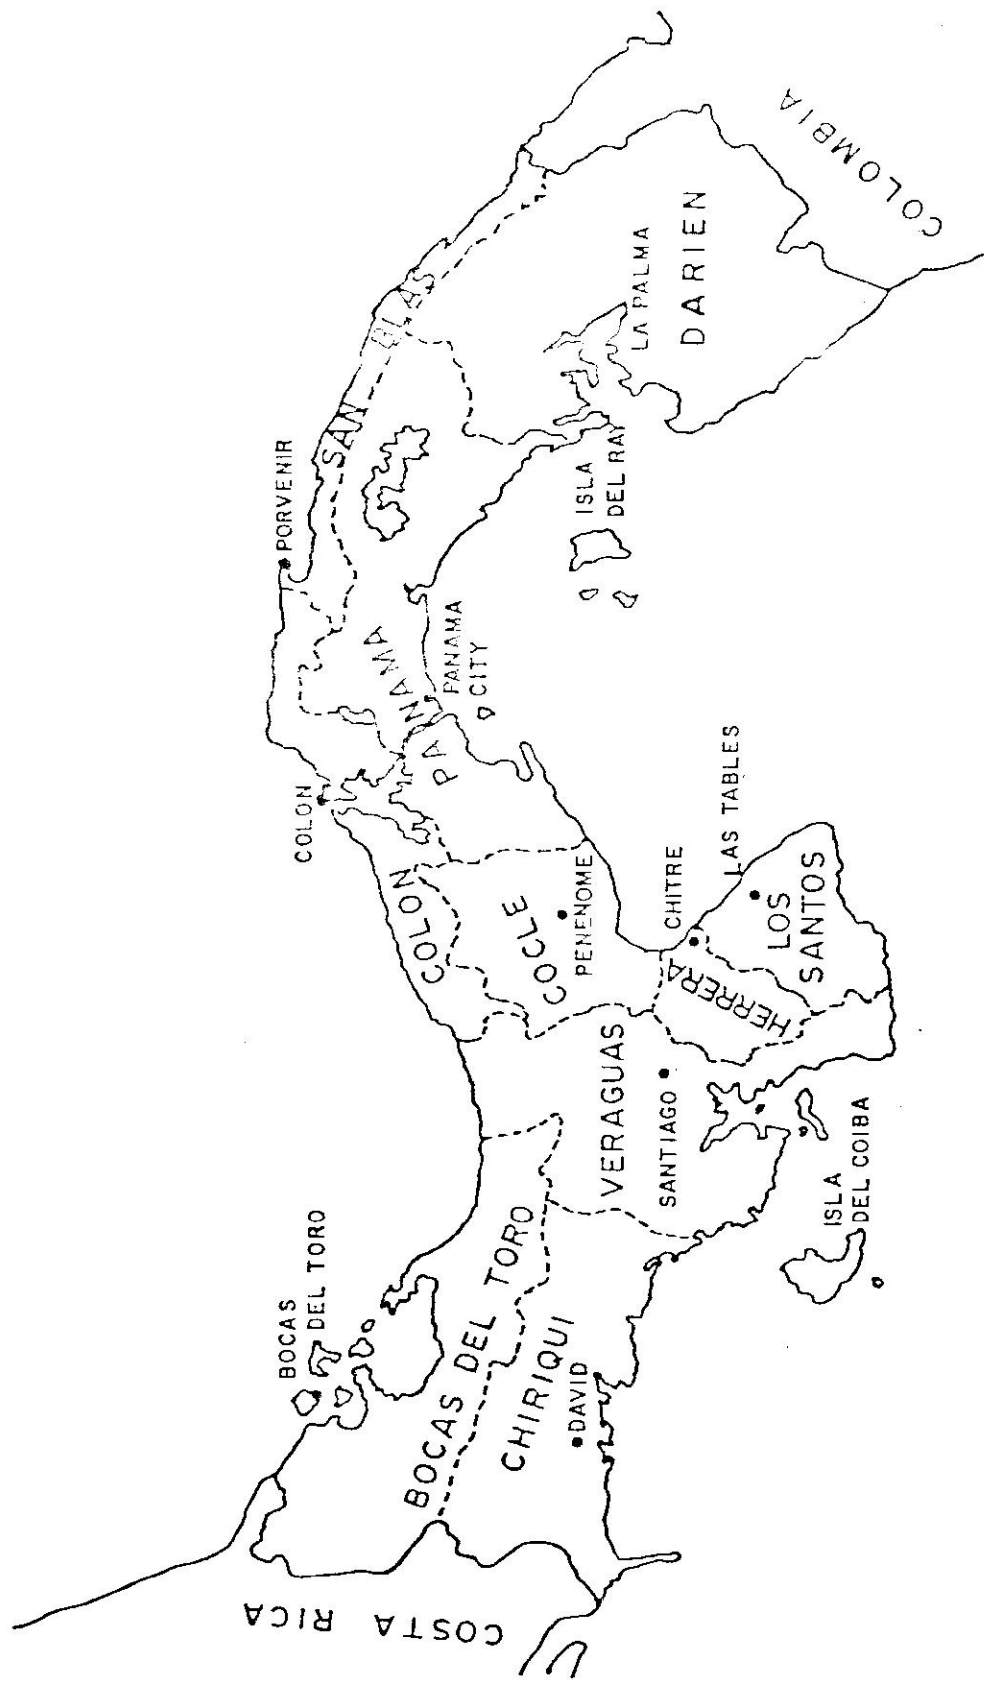 COSTA RICA
BOCAS
DEL TORO
BOCAS DEL TORO
CHIRIQUI
DAVID
VERAGUAS
SANTIAGO
ISLA
DEL COIBA
COLON
COLON
COCLE
PENENOME
HERRERA
CHITRE
LAS TABLES
LOS
SANTOS
PANAMA
PANAMA
CITY
PORVENIR
SAN BLAS
ISLA
DEL RAY
LA PALMA
DARIEN
COLOMBIA